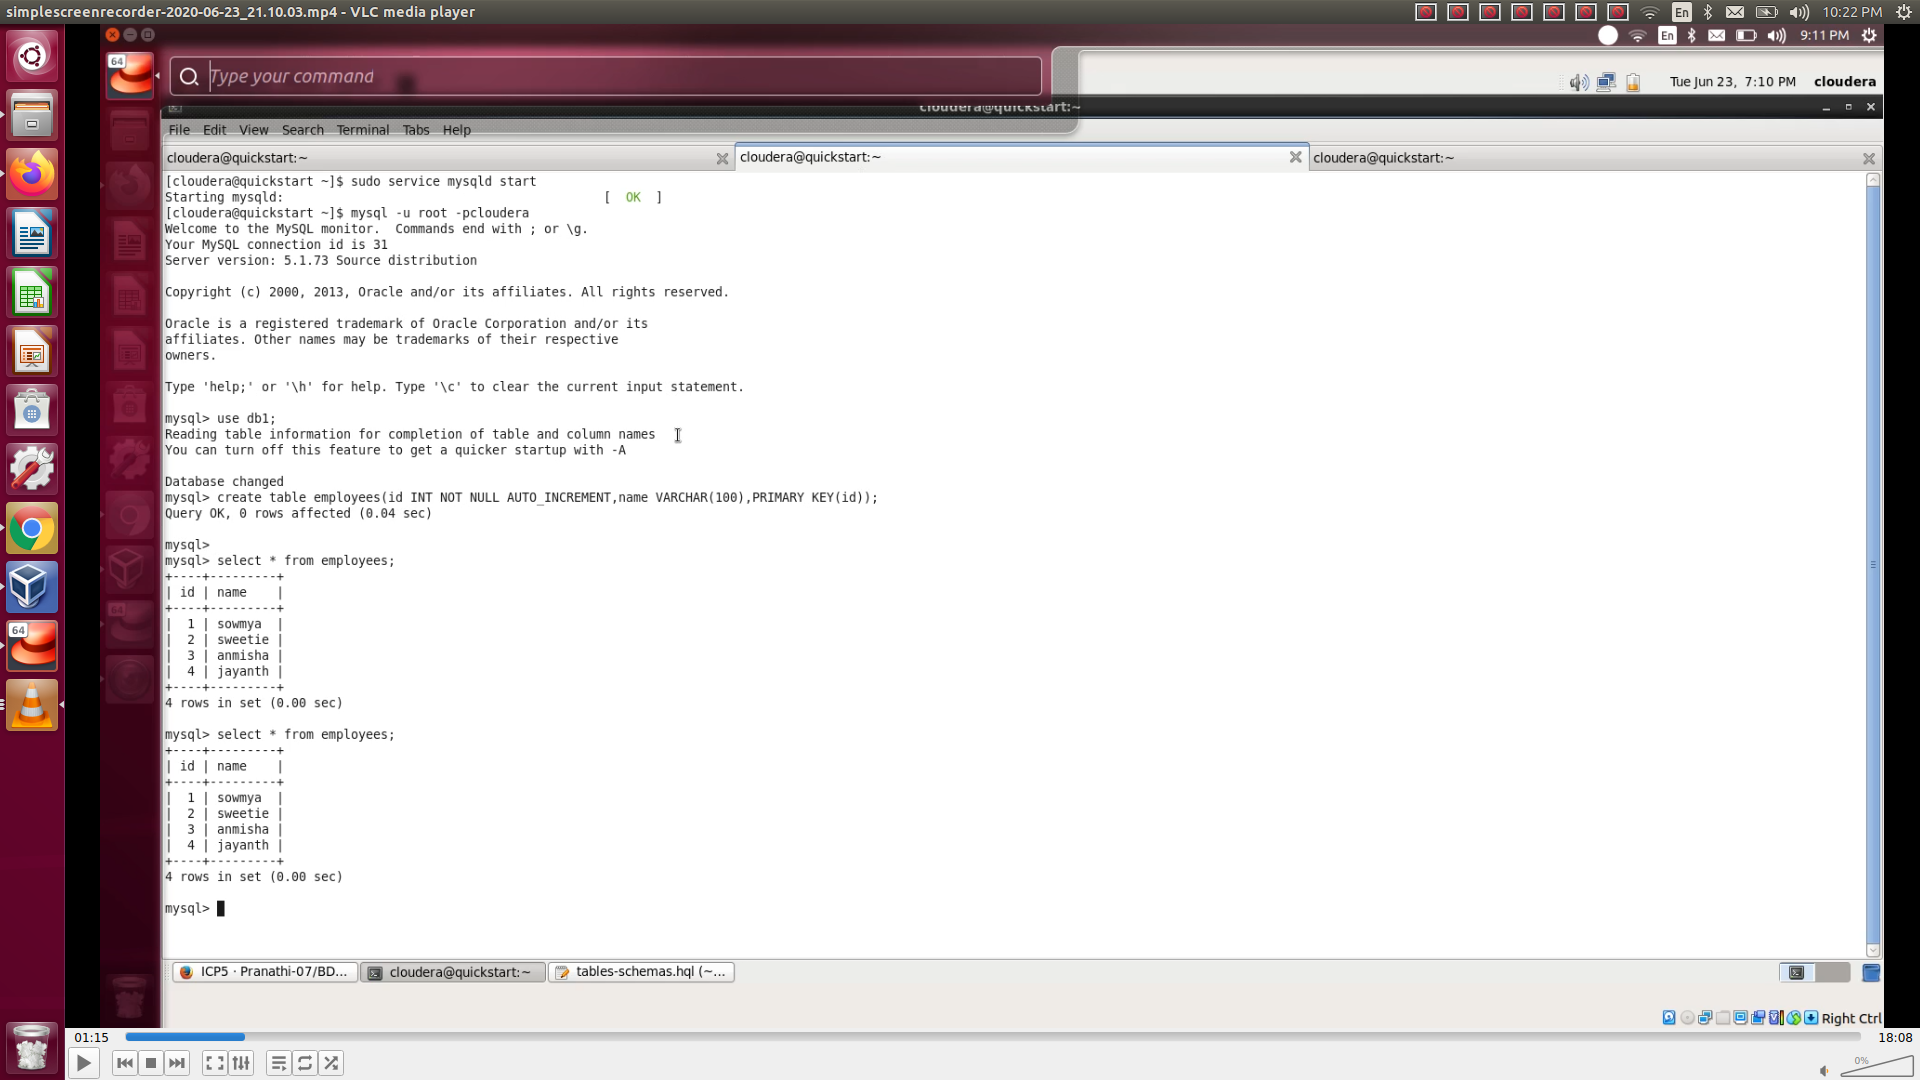 simplescreenrecorder-2020-06-23_21.10.03.mp4 - VLC media player
En
10:22 PM
En
9:11 PM
64
Type your command
Tue Jun 23, 7:10 PM cloudera
cloudera@quickstart:~
File Edit View Search Terminal Tabs Help
cloudera@quickstart:~
cloudera@quickstart:~
cloudera@quickstart:~
[cloudera@quickstart ~]$ sudo service mysqld start
Starting mysqld: [ OK ]
[cloudera@quickstart ~]$ mysql -u root -pcloudera
Welcome to the MySQL monitor.  Commands end with ; or \g.
Your MySQL connection id is 31
Server version: 5.1.73 Source distribution
Copyright (c) 2000, 2013, Oracle and/or its affiliates. All rights reserved.
Oracle is a registered trademark of Oracle Corporation and/or its
affiliates. Other names may be trademarks of their respective
owners.
Type 'help;' or '\h' for help. Type '\c' to clear the current input statement.
mysql> use db1;
Reading table information for completion of table and column names
You can turn off this feature to get a quicker startup with -A
Database changed
mysql> create table employees(id INT NOT NULL AUTO_INCREMENT,name VARCHAR(100),PRIMARY KEY(id));
Query OK, 0 rows affected (0.04 sec)
mysql>
mysql> select * from employees;
+----+---------+
| id | name    |
+----+---------+
|  1 | sowmya  |
|  2 | sweetie |
|  3 | anmisha |
|  4 | jayanth |
+----+---------+
4 rows in set (0.00 sec)
mysql> select * from employees;
+----+---------+
| id | name    |
+----+---------+
|  1 | sowmya  |
|  2 | sweetie |
|  3 | anmisha |
|  4 | jayanth |
+----+---------+
4 rows in set (0.00 sec)
mysql>
64
64
ICP5 · Pranathi-07/BD...
cloudera@quickstart:~
tables-schemas.hql (~...
Right Ctrl
01:15
18:08
0%